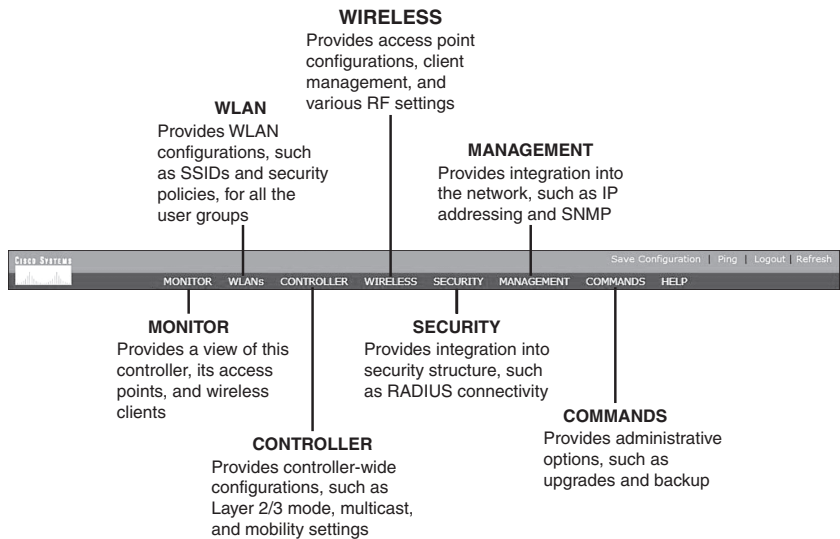 WIRELESS
Provides access point
configurations, client
management, and
various RF settings
WLAN
Provides WLAN
configurations, such
as SSIDs and security
policies, for all the
user groups
MANAGEMENT
Provides integration into
the network, such as IP
addressing and SNMP
CISCO SYSTEMS
Save Configuration | Ping | Logout | Refresh
MONITOR WLANs CONTROLLER WIRELESS SECURITY MANAGEMENT COMMANDS HELP
MONITOR
Provides a view of this
controller, its access
points, and wireless
clients
SECURITY
Provides integration into
security structure, such
as RADIUS connectivity
CONTROLLER
Provides controller-wide
configurations, such as
Layer 2/3 mode, multicast,
and mobility settings
COMMANDS
Provides administrative
options, such as
upgrades and backup